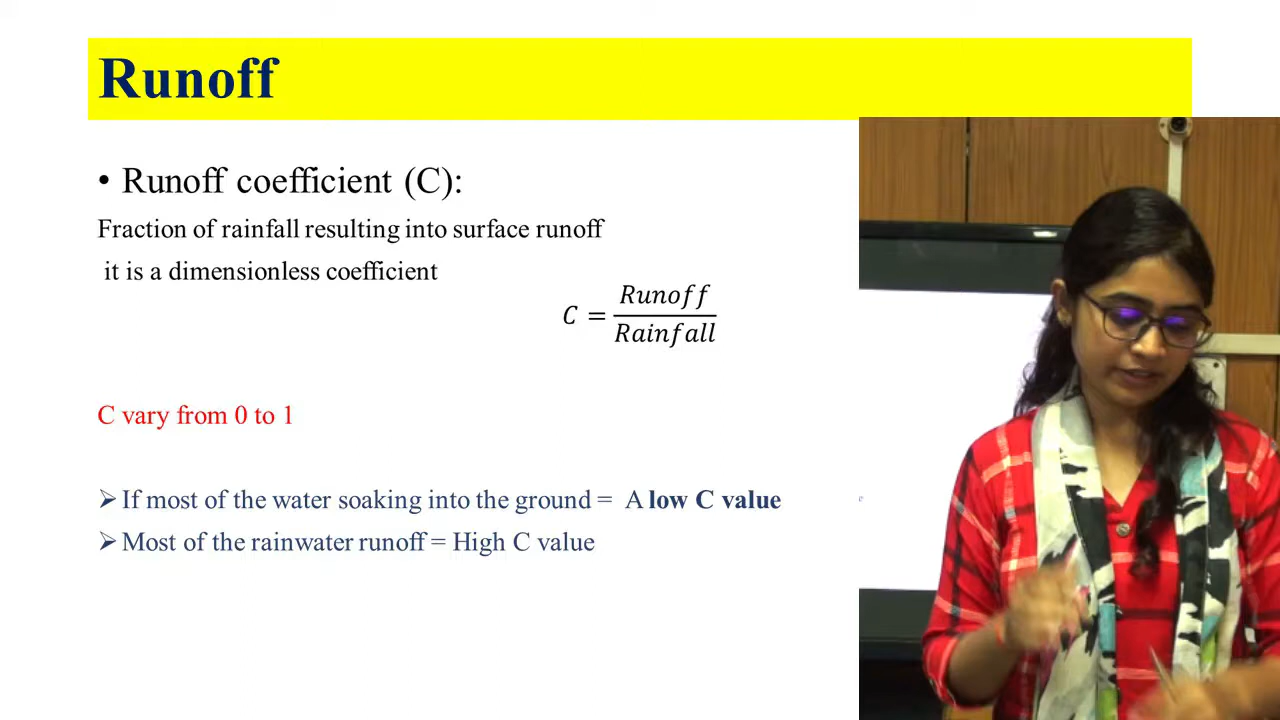 Runoff
• Runoff coefficient (C):
Fraction of rainfall resulting into surface runoff
it is a dimensionless coefficient
C = Runoff / Rainfall
C vary from 0 to 1
➢ If most of the water soaking into the ground = A low C value
➢ Most of the rainwater runoff = High C value